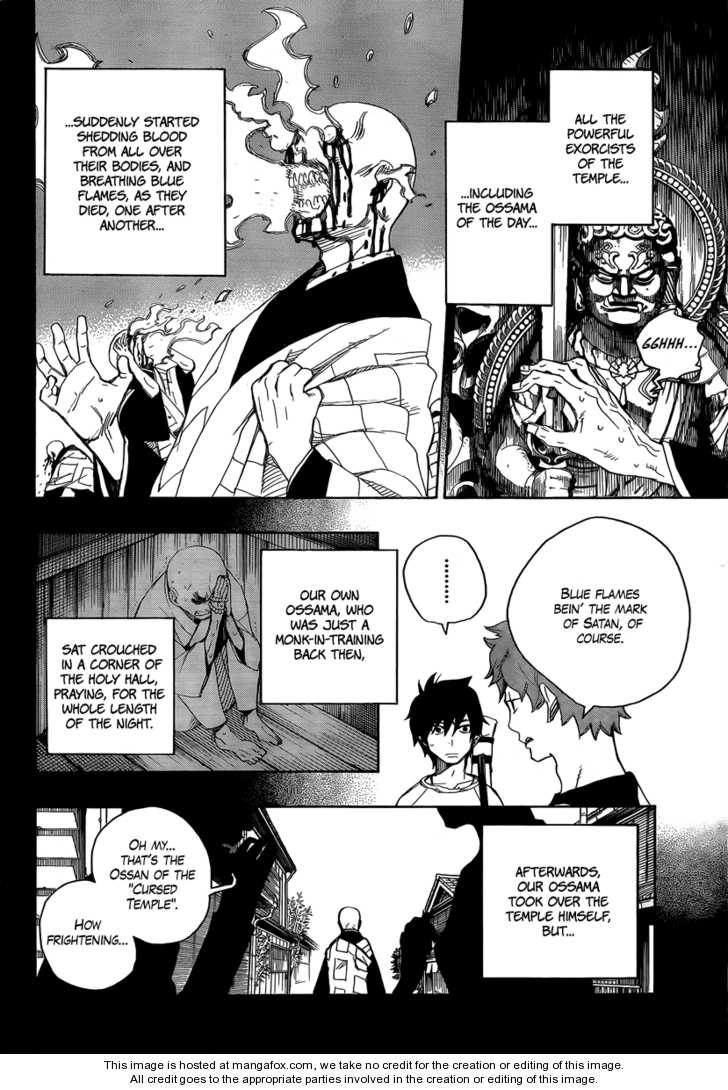 ALL THE
POWERFUL
EXORCISTS
OF THE
TEMPLE...
...INCLUDING
THE OSSAMA
OF THE DAY...
GGHHH...
...SUDDENLY STARTED
SHEDDING BLOOD
FROM ALL OVER
THEIR BODIES, AND
BREATHING BLUE
FLAMES, AS THEY
DIED, ONE AFTER
ANOTHER...
BLUE FLAMES
BEIN' THE MARK
OF SATAN, OF
COURSE.
........
OUR OWN
OSSAMA, WHO
WAS JUST A
MONK-IN-TRAINING
BACK THEN,
SAT CROUCHED
IN A CORNER OF
THE HOLY HALL,
PRAYING, FOR THE
WHOLE LENGTH
OF THE NIGHT.
AFTERWARDS,
OUR OSSAMA
TOOK OVER THE
TEMPLE HIMSELF,
BUT...
OH MY...
THAT'S THE
OSSAN OF THE
"CURSED
TEMPLE".
HOW
FRIGHTENING...
This image is hosted at mangafox.com, we take no credit for the creation or editing of this image.
All credit goes to the appropriate parties involved in the creation or editing of this image.